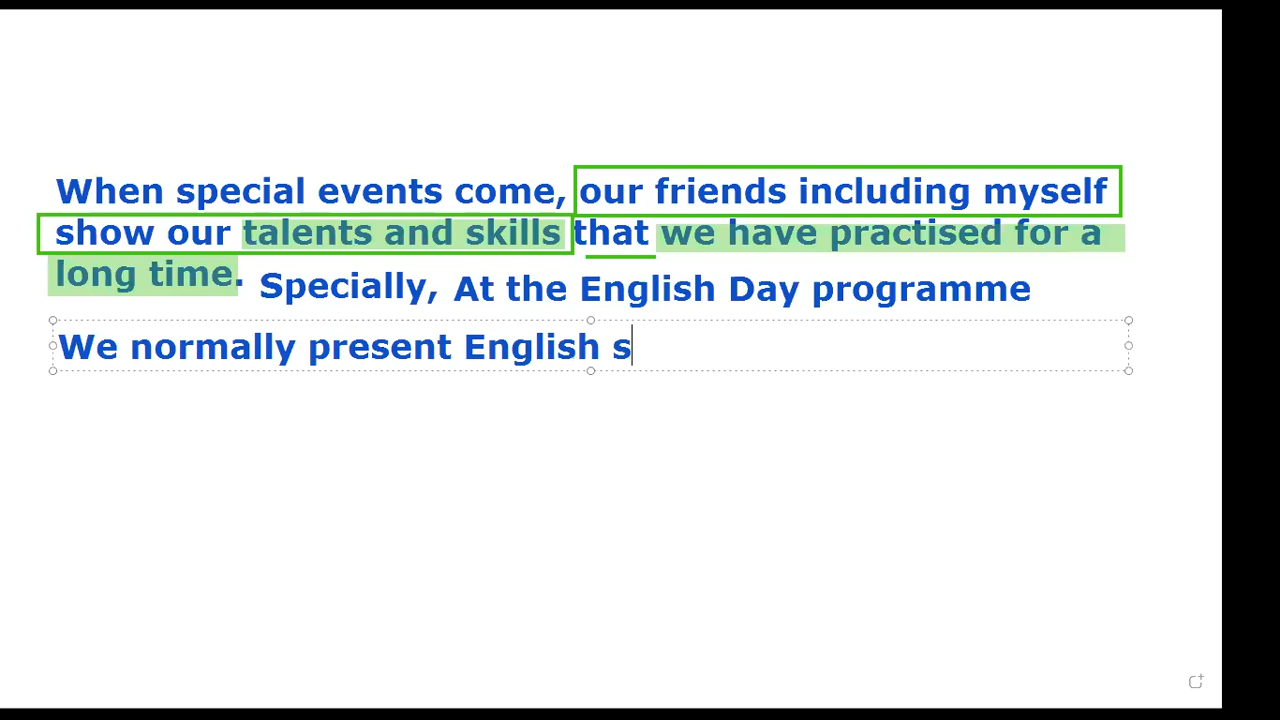 When special events come, our friends including myself
show our talents and skills that we have practised for a
long time. Specially, At the English Day programme
We normally present English s